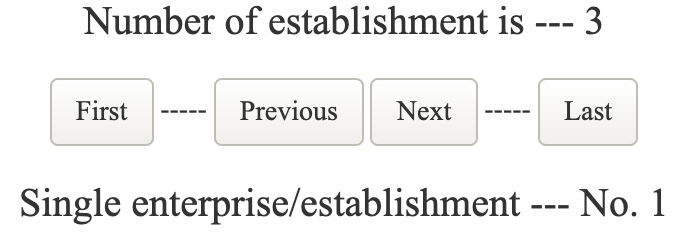 Number of establishment is --- 3
First ----- Previous Next ----- Last
Single enterprise/establishment --- No. 1